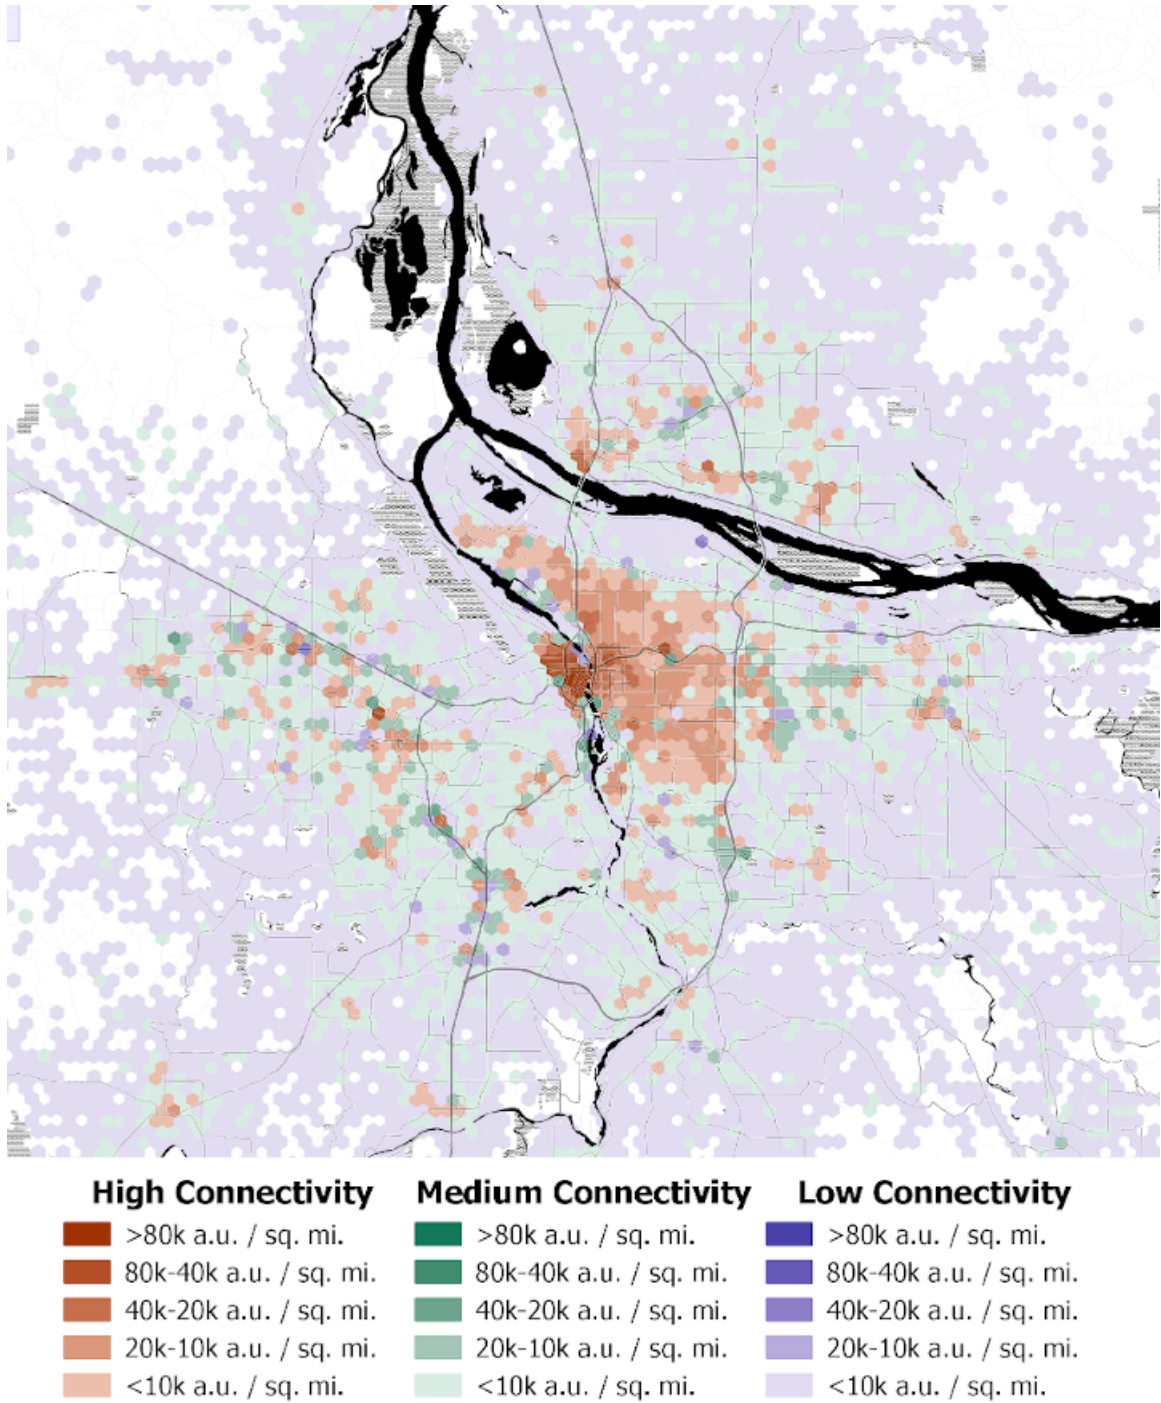 High Connectivity Medium Connectivity Low Connectivity
>80k a.u. / sq. mi. >80k a.u. / sq. mi. >80k a.u. / sq. mi.
80k-40k a.u. / sq. mi. 80k-40k a.u. / sq. mi. 80k-40k a.u. / sq. mi.
40k-20k a.u. / sq. mi. 40k-20k a.u. / sq. mi. 40k-20k a.u. / sq. mi.
20k-10k a.u. / sq. mi. 20k-10k a.u. / sq. mi. 20k-10k a.u. / sq. mi.
<10k a.u. / sq. mi. <10k a.u. / sq. mi. <10k a.u. / sq. mi.